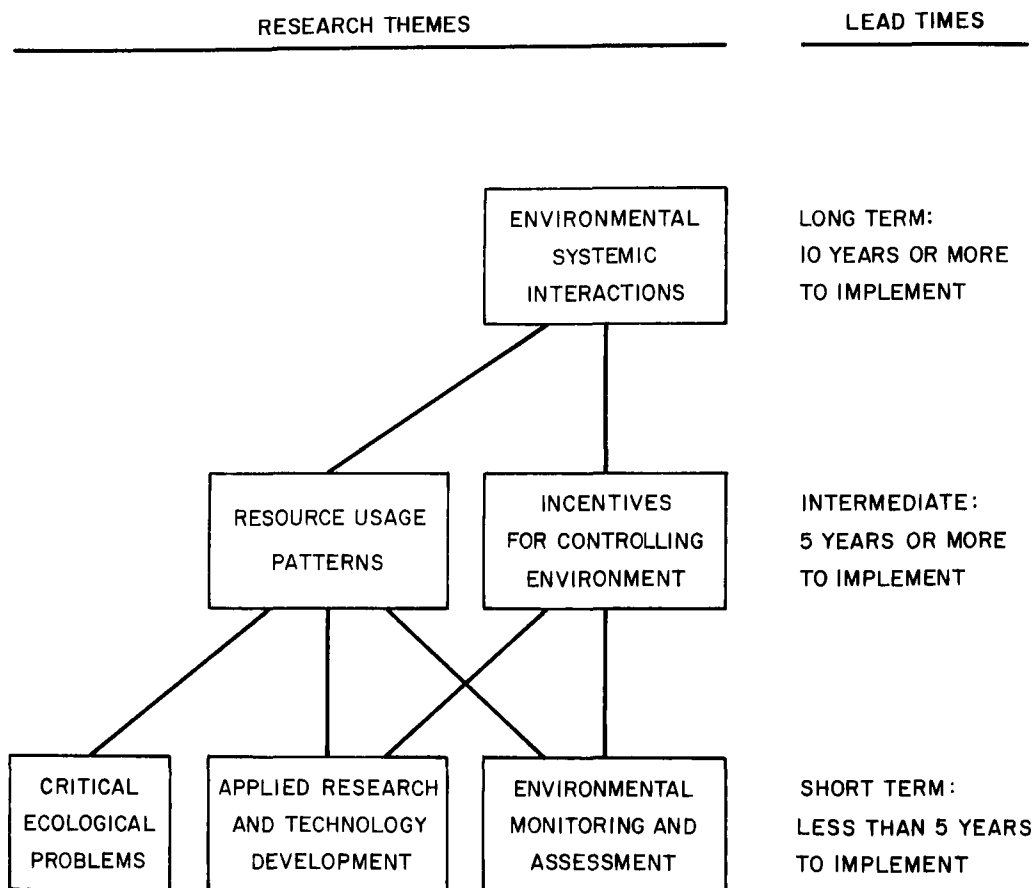 RESEARCH THEMES
LEAD TIMES
ENVIRONMENTAL
SYSTEMIC
INTERACTIONS
LONG TERM:
10 YEARS OR MORE
TO IMPLEMENT
RESOURCE USAGE
PATTERNS
INCENTIVES
FOR CONTROLLING
ENVIRONMENT
INTERMEDIATE:
5 YEARS OR MORE
TO IMPLEMENT
CRITICAL
ECOLOGICAL
PROBLEMS
APPLIED RESEARCH
AND TECHNOLOGY
DEVELOPMENT
ENVIRONMENTAL
MONITORING AND
ASSESSMENT
SHORT TERM:
LESS THAN 5 YEARS
TO IMPLEMENT